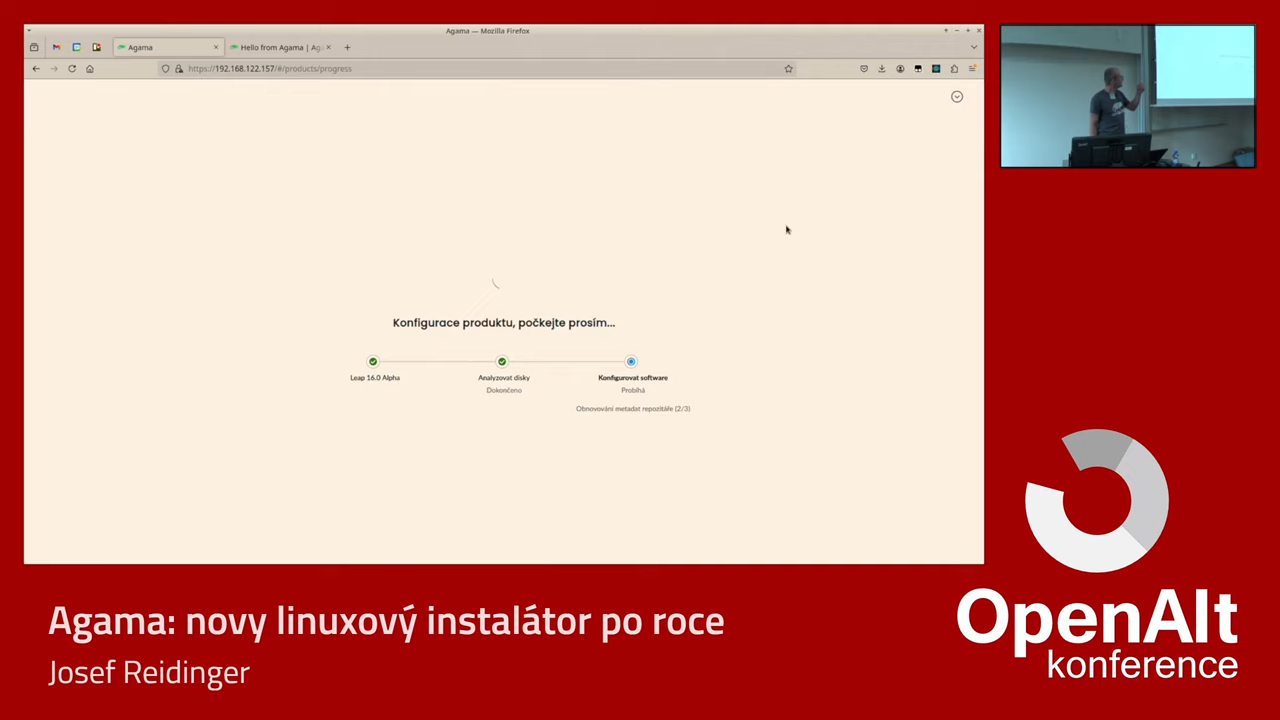 Agama — Mozilla Firefox
Agama
Hello from Agama | Aga
https://192.168.122.157/#/products/progress
Konfigurace produktu, počkejte prosím...
Leap 16.0 Alpha
Analyzovat disky
Dokončeno
Konfigurovat software
Probíhá
Obnovování metadat repozitáře (2/3)
Agama: novy linuxový instalátor po roce
Josef Reidinger
OpenAlt
konference